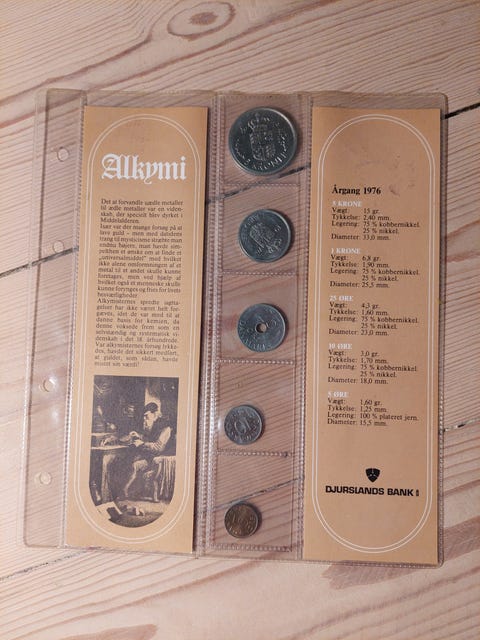 Alkymi
Det at forvandle uædle metaller
til ædle metaller var en viden-
skab, der specielt blev dyrket i
Middelalderen.
Især var der mange forsøg på at
lave guld – men med datidens
trang til mysticisme strakte man
endnu højere, man havde simpelt-
hen et ønske om at finde et
»universalmiddel« med hvilket
ikke alene omformningen af et
metal til et andet skulle kunne
foretages, men ved hjælp af
hvilket også et menneske skulle
kunne forynges og fries for livets
besværligheder.
Alkymisternes spredte iagtta-
gelser har ikke været helt for-
gæves, idet de var med til at
danne basis for kemien, da
denne voksede frem som en
selvstændig og systematisk vi-
denskab i det 18. århundrede.
Var alkymisternes forsøg lykke-
des, havde det sikkert medført,
at guldet, som sådan, havde
mistet sin værdi!
Årgang 1976
5 KRONE
Vægt: 15 gr.
Tykkelse: 2,40 mm.
Legering: 75 % kobbernikkel.
25 % nikkel.
Diameter: 33,0 mm.
1 KRONE
Vægt: 6,8 gr.
Tykkelse: 1,90 mm.
Legering: 75 % kobbernikkel.
25 % nikkel.
Diameter: 25,5 mm.
25 ØRE
Vægt: 4,3 gr.
Tykkelse: 1,60 mm.
Legering: 75 % kobbernikkel.
25 % nikkel.
Diameter: 23,0 mm.
10 ØRE
Vægt: 3,0 gr.
Tykkelse: 1,70 mm.
Legering: 75 % kobbernikkel.
25 % nikkel.
Diameter: 18,0 mm.
5 ØRE
Vægt: 1,60 gr.
Tykkelse: 1,25 mm.
Legering: 100 % plateret jern.
Diameter: 15,5 mm.
DJURSLANDS BANK A/S